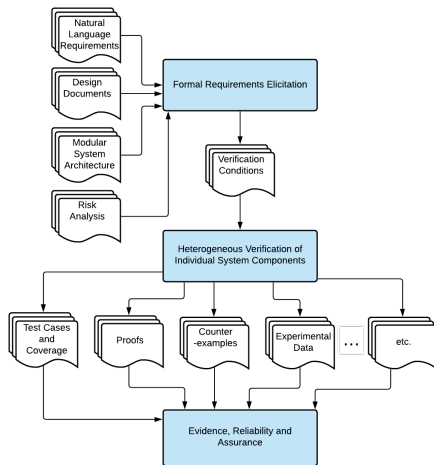 Natural
Language
Requirements
Formal Requirements Elicitation
Design
Documents
Modular
System
Architecture
Verification
Conditions
Risk
Analysis
Heterogeneous Verification of
Individual System Components
Test Cases
and
Coverage
Proofs
Counter
-examples
Experimental
Data
...
etc.
Evidence, Reliability and
Assurance